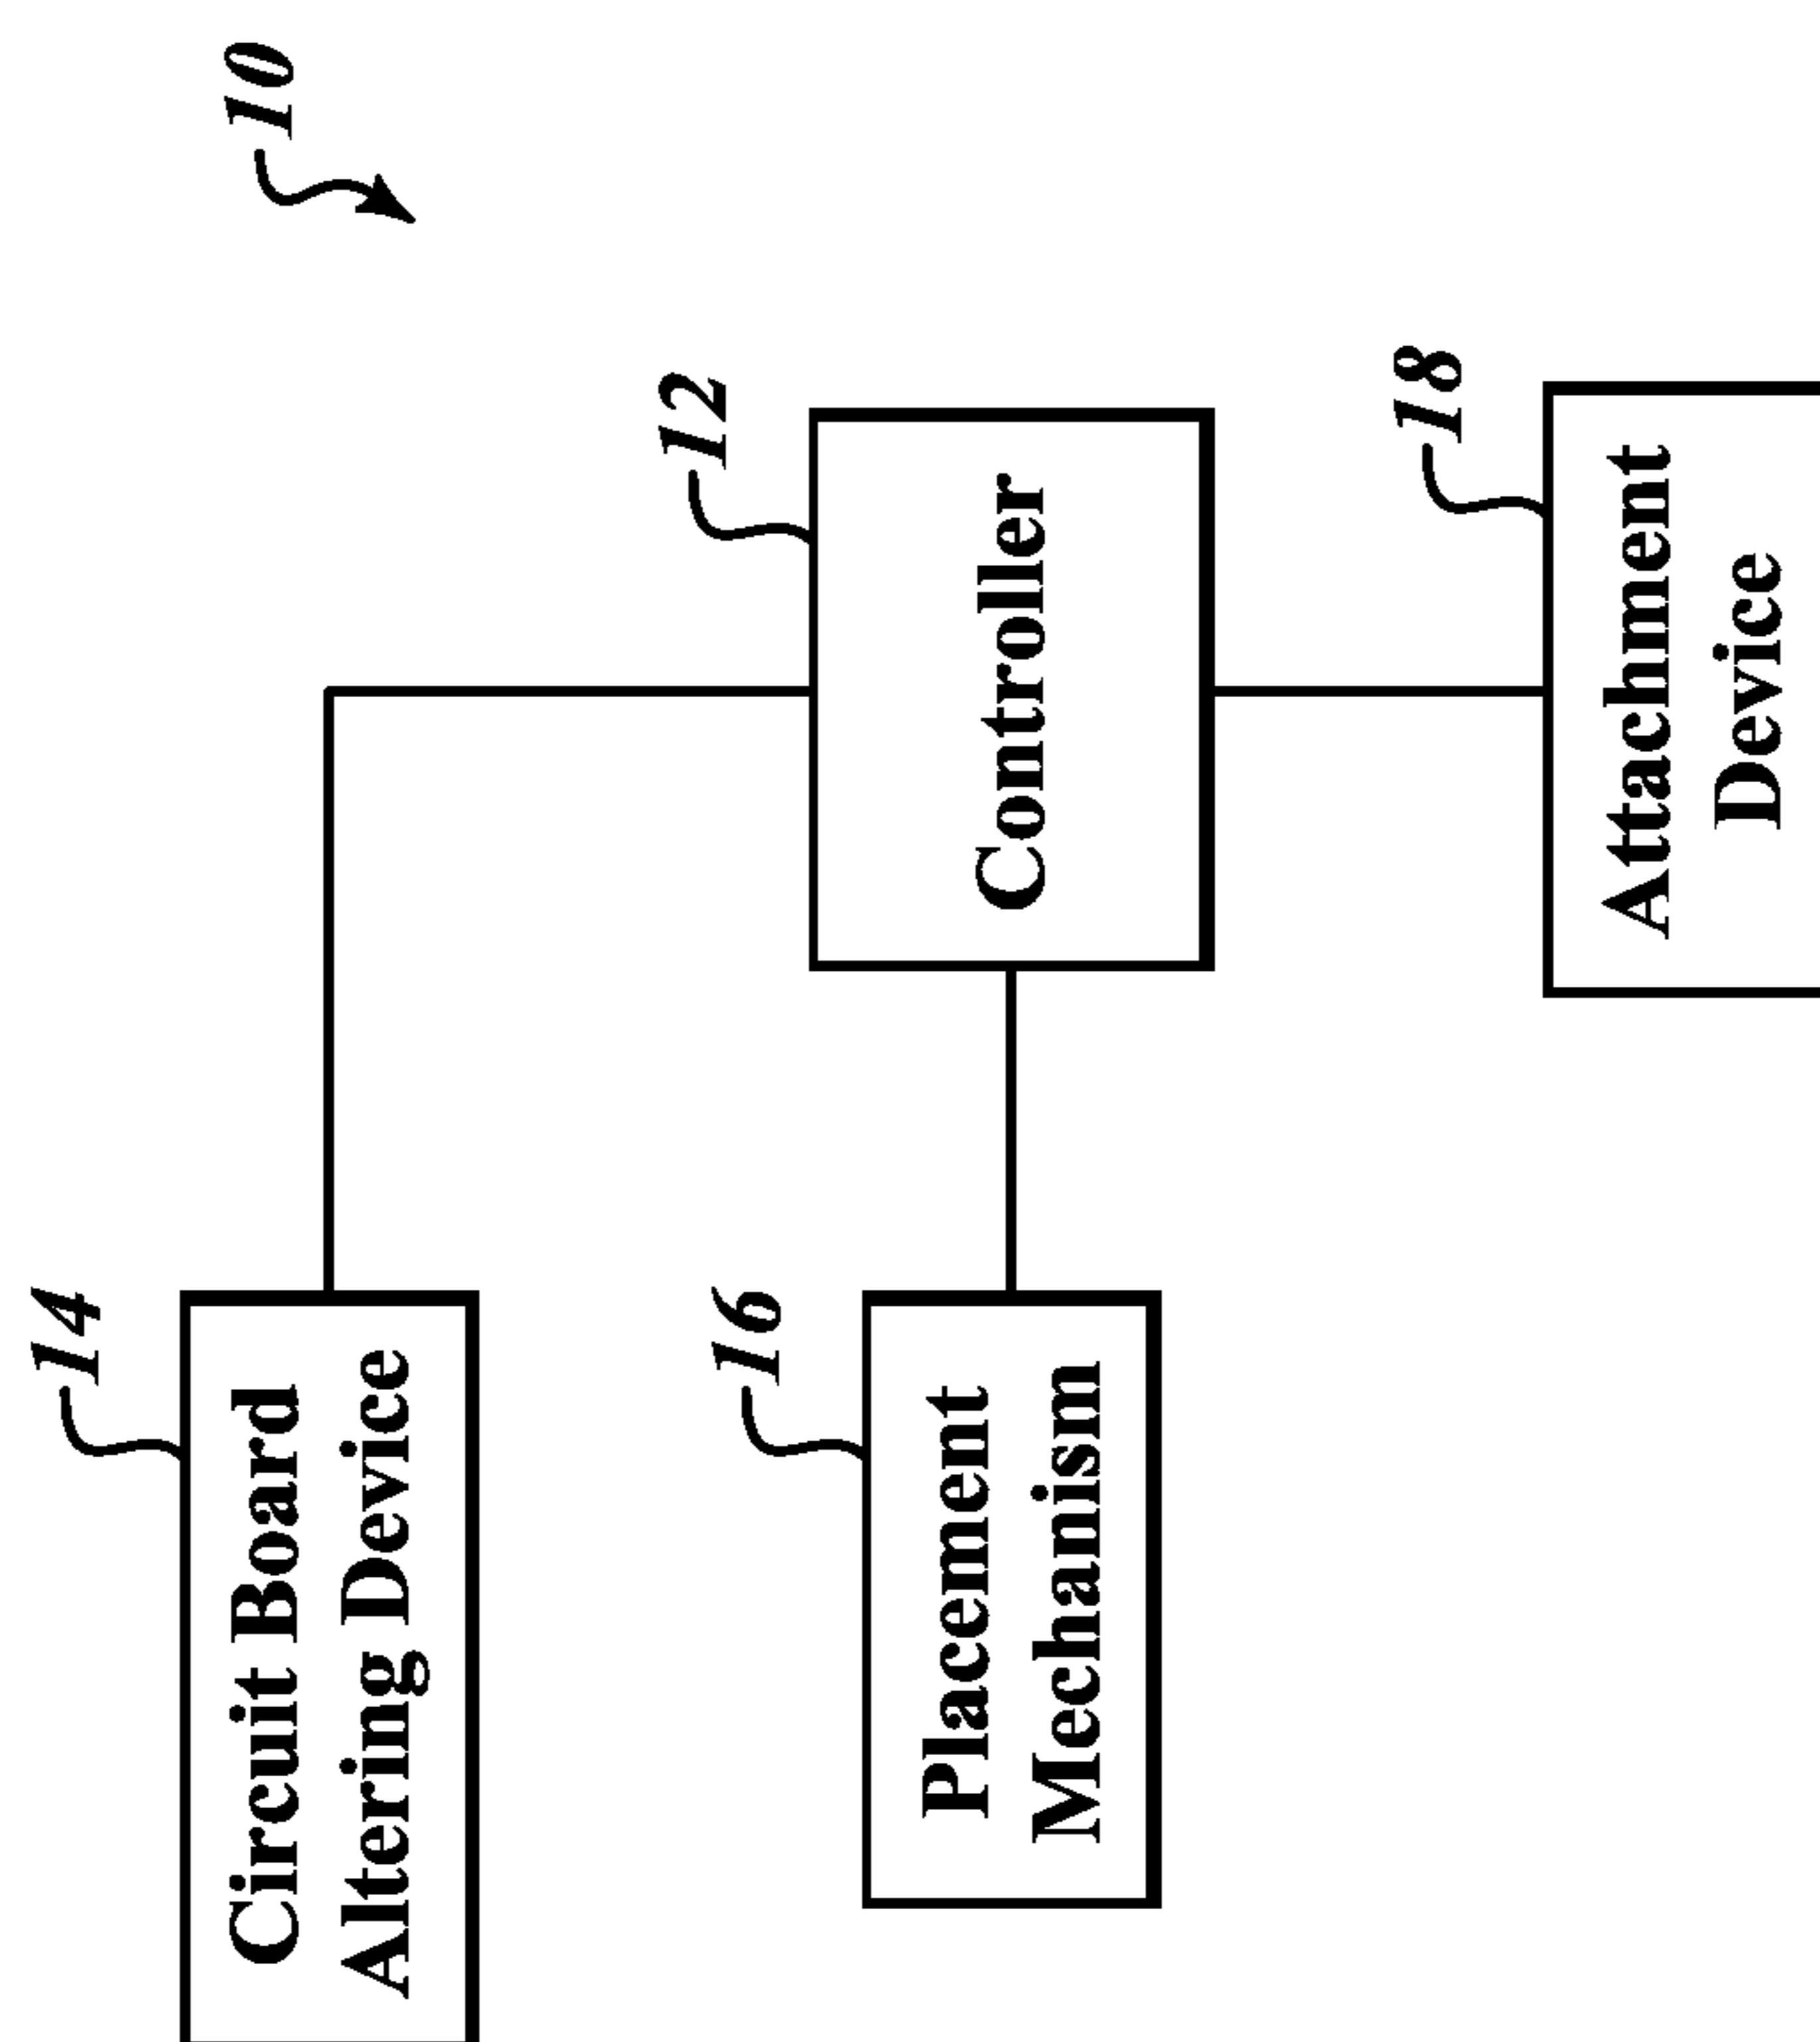 10
14
Circuit Board
Altering Device
12
Controller
16
Placement
Mechanism
18
Attachment
Device